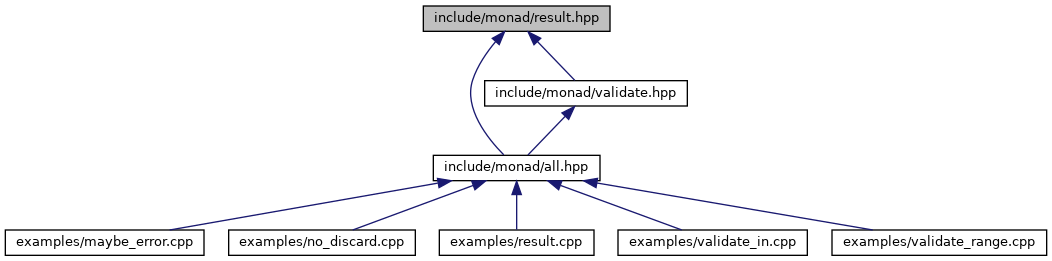 include/monad/result.hpp
include/monad/validate.hpp
include/monad/all.hpp
examples/maybe_error.cpp
examples/no_discard.cpp
examples/result.cpp
examples/validate_in.cpp
examples/validate_range.cpp